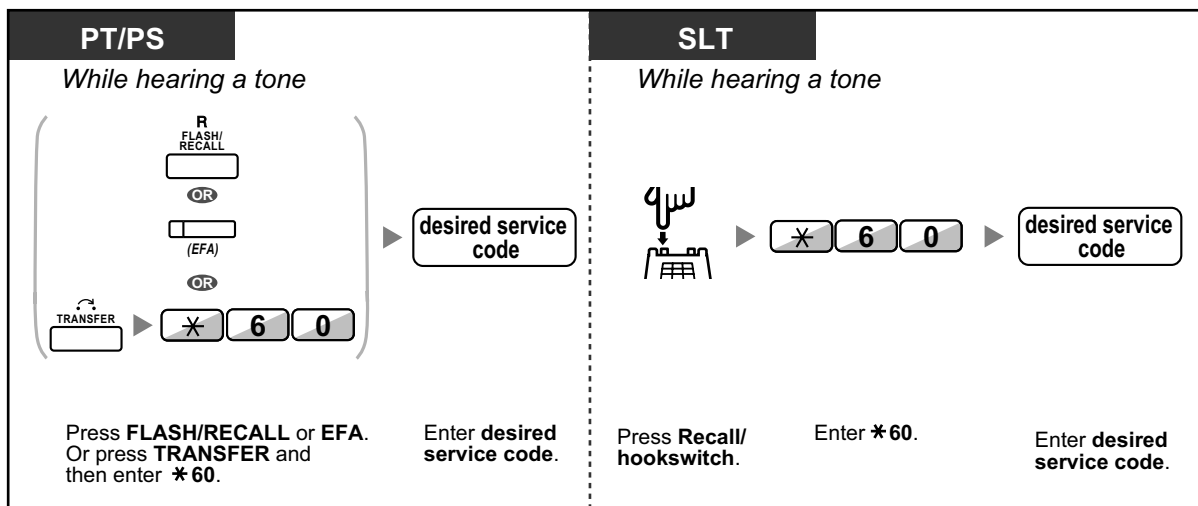 PT/PS
While hearing a tone
R
FLASH/
RECALL
OR
(EFA)
OR
TRANSFER
* 6 0
desired service
code
Press FLASH/RECALL or EFA.
Or press TRANSFER and
then enter *60.
Enter desired
service code.
SLT
While hearing a tone
* 6 0
desired service
code
Press Recall/
hookswitch.
Enter *60.
Enter desired
service code.